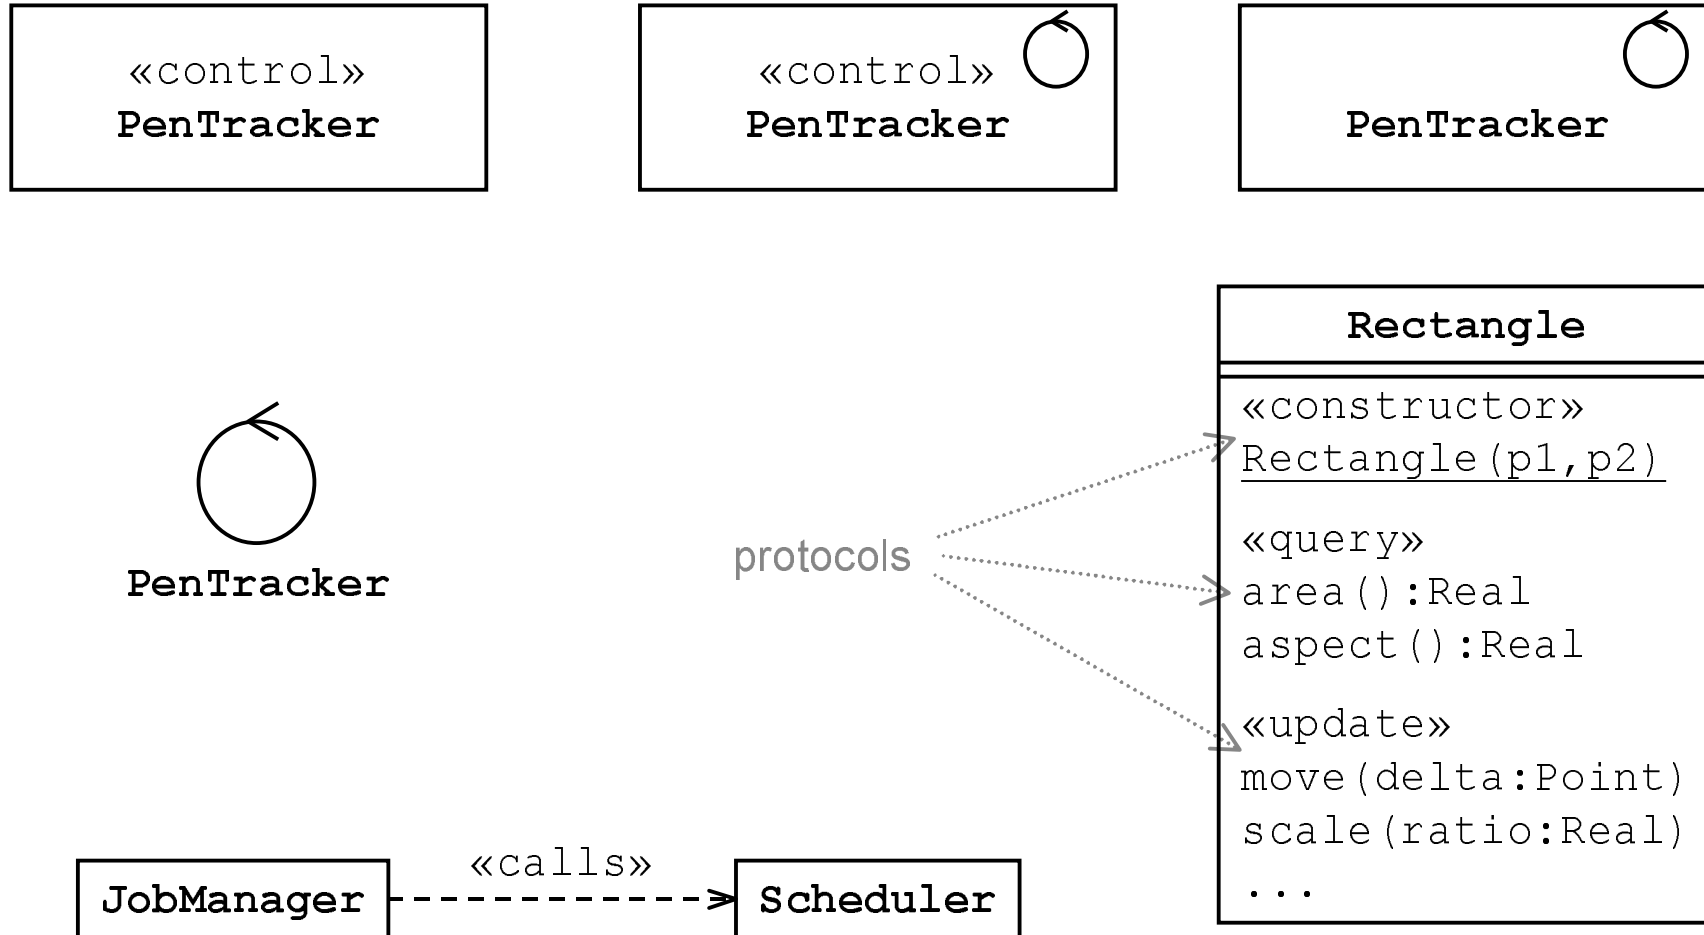 «control»
PenTracker
«control»
PenTracker
PenTracker
PenTracker
protocols
Rectangle
«constructor»
Rectangle(p1,p2)
«query»
area():Real
aspect():Real
«update»
move(delta:Point)
scale(ratio:Real)
...
«calls»
JobManager
Scheduler